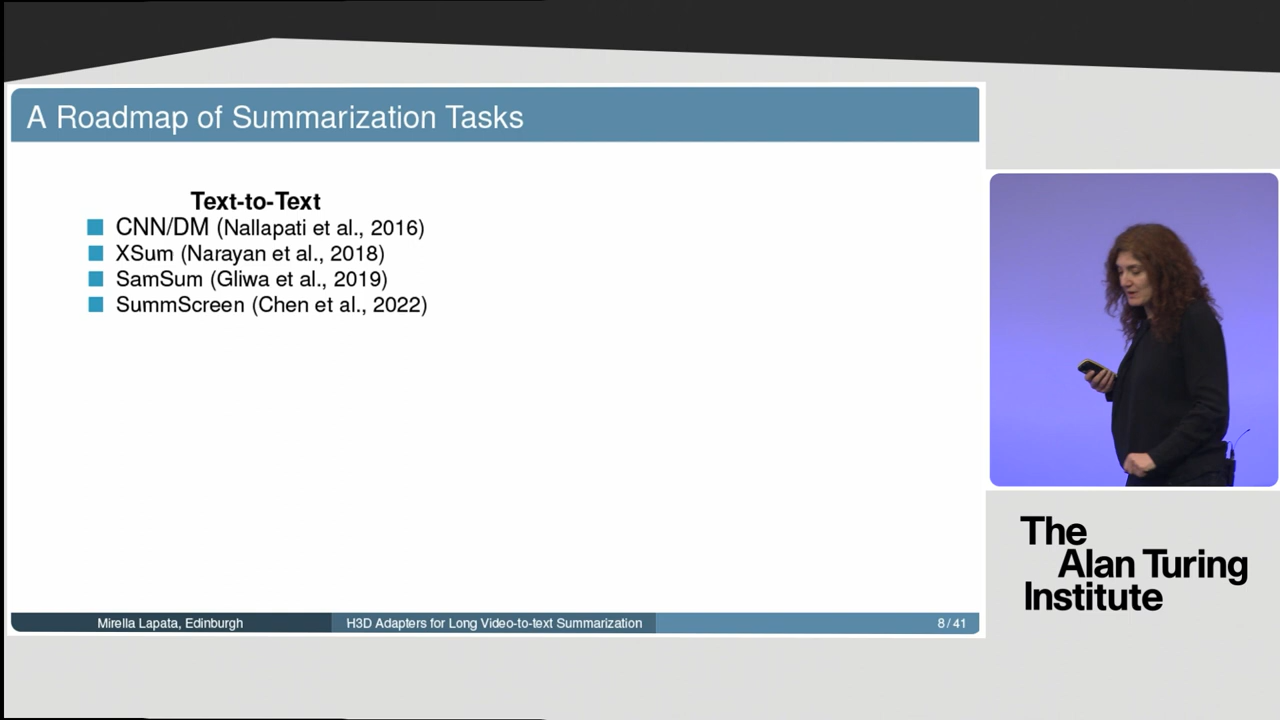 A Roadmap of Summarization Tasks
Text-to-Text
CNN/DM (Nallapati et al., 2016)
XSum (Narayan et al., 2018)
SamSum (Gliwa et al., 2019)
SummScreen (Chen et al., 2022)
Mirella Lapata, Edinburgh
H3D Adapters for Long Video-to-text Summarization
8/41
The
Alan Turing
Institute